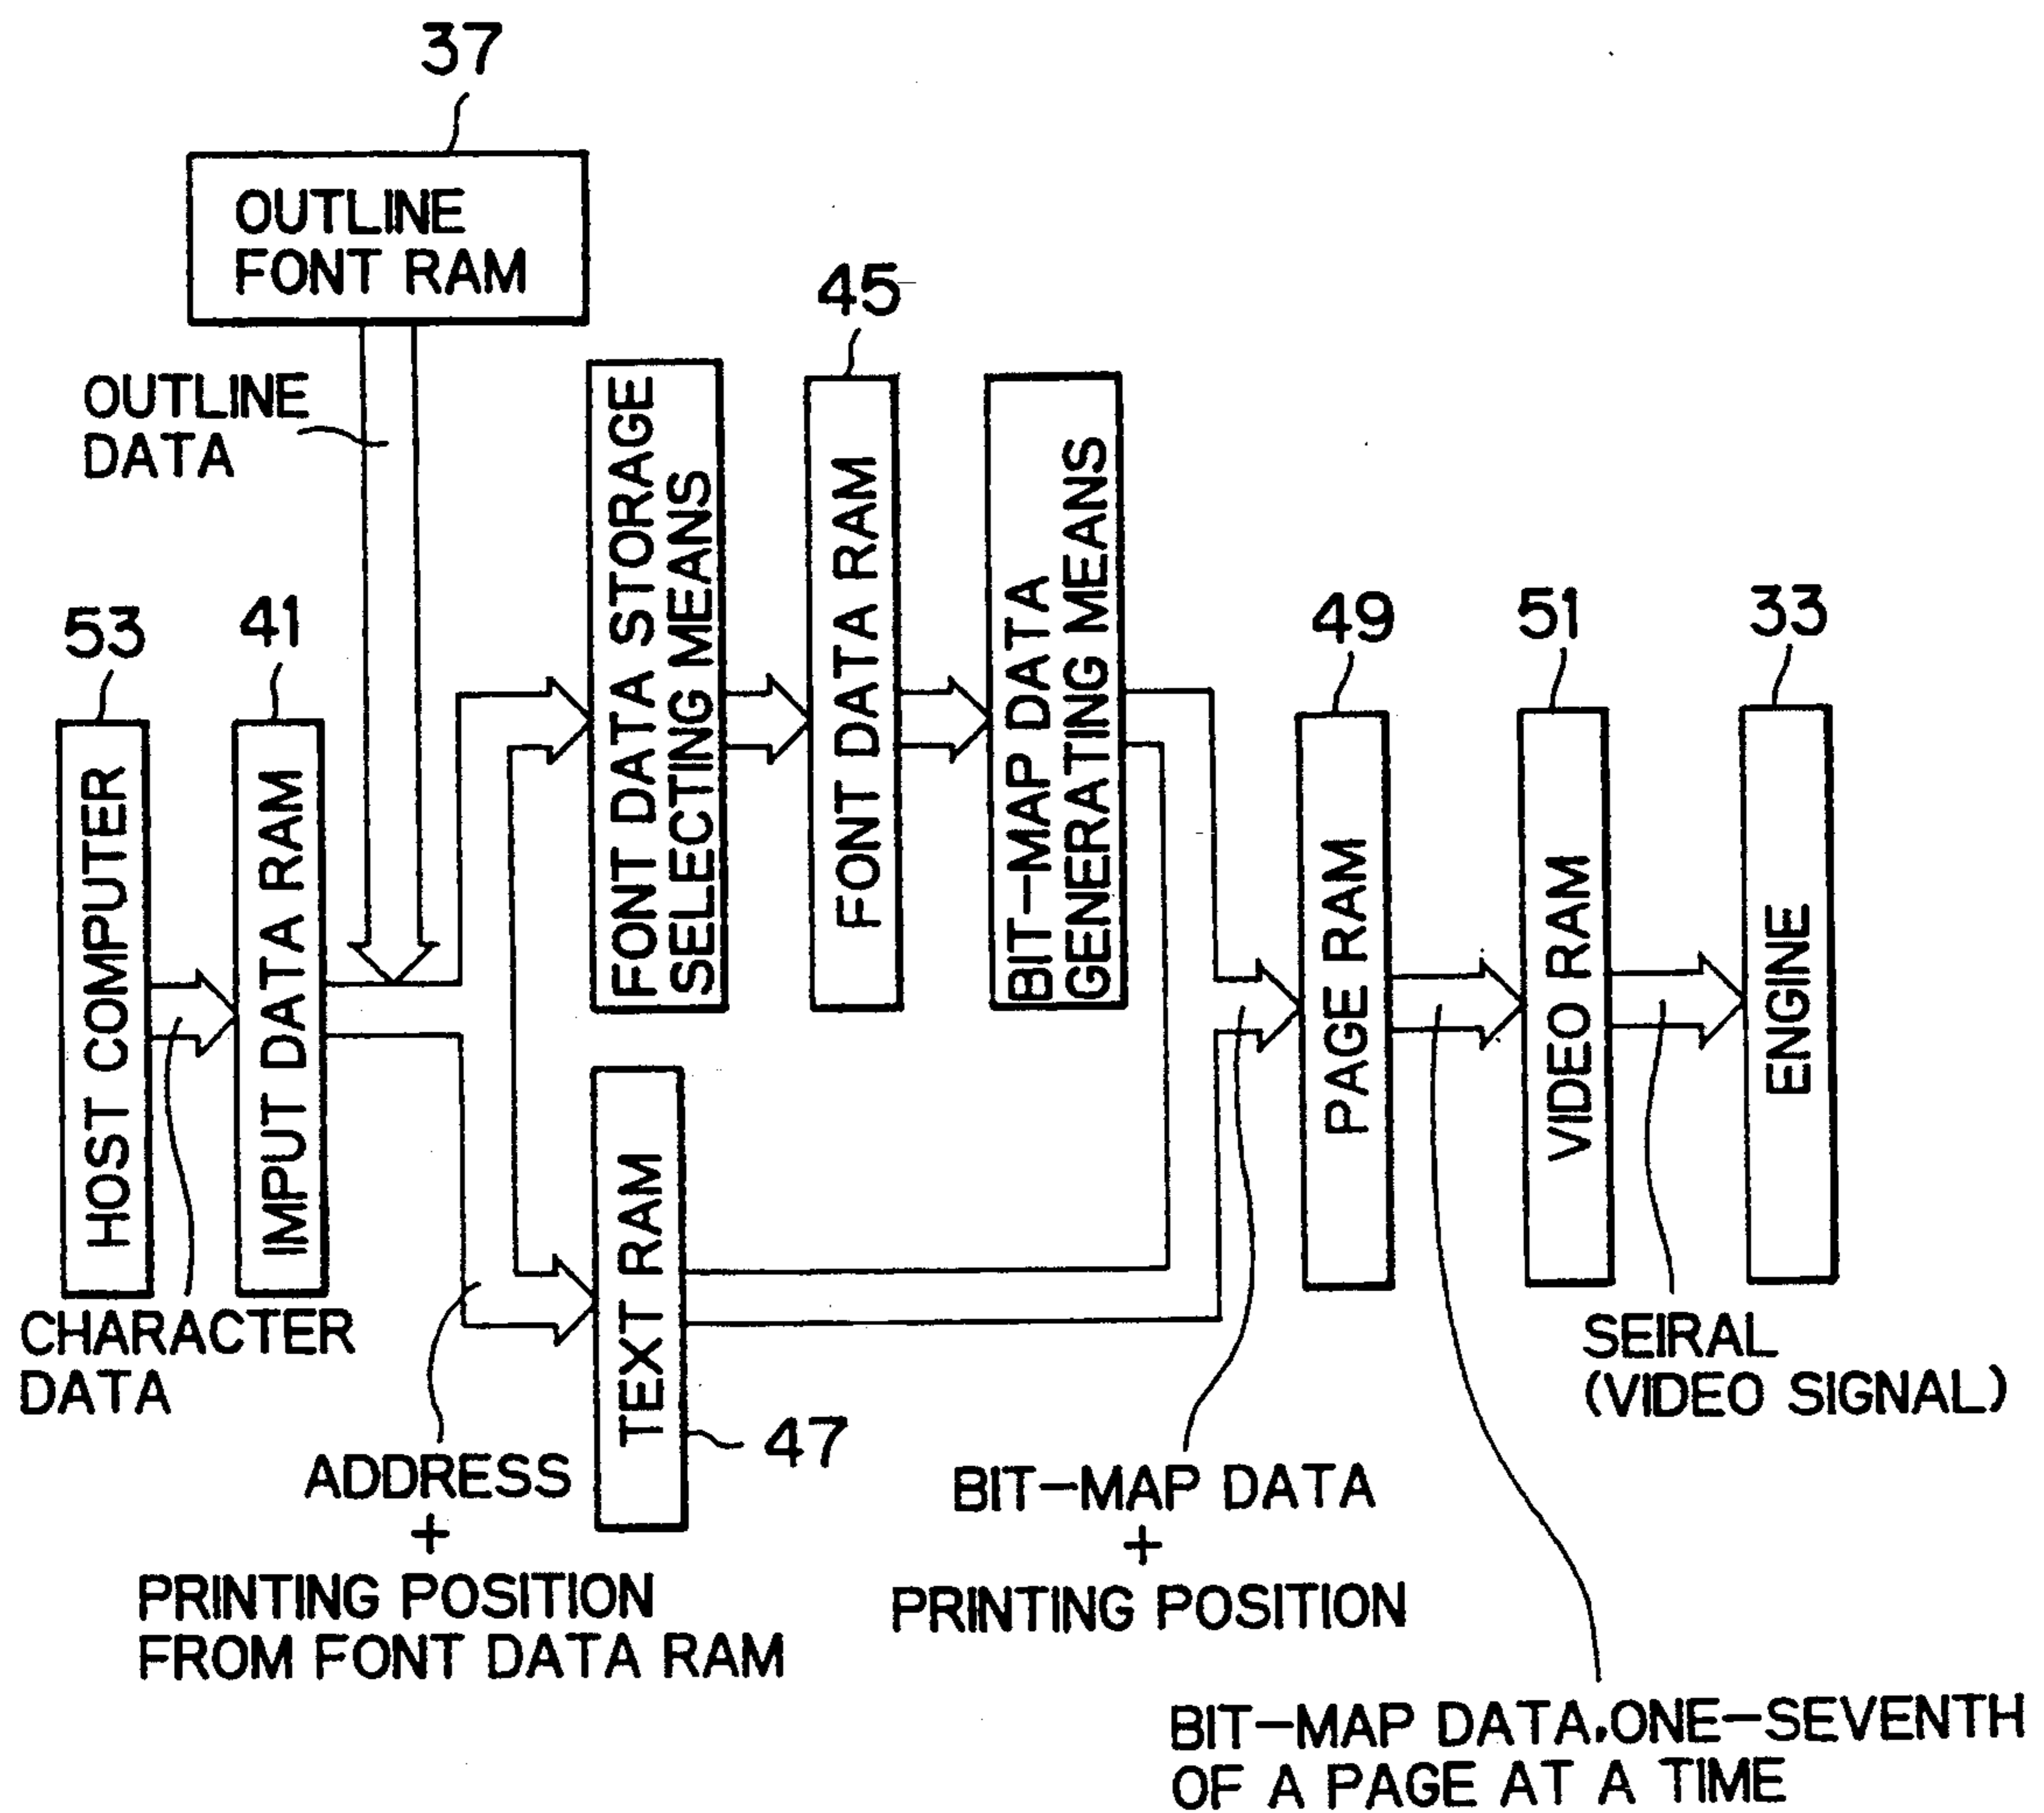 37
OUTLINE
FONT RAM
OUTLINE
DATA
45
FONT DATA STORAGE
SELECTING MEANS
FONT DATA RAM
BIT-MAP DATA
GENERATING MEANS
53
41
49
51
33
HOST COMPUTER
IMPUT DATA RAM
PAGE RAM
VIDEO RAM
ENGINE
TEXT RAM
47
CHARACTER
DATA
ADDRESS
+
PRINTING POSITION
FROM FONT DATA RAM
BIT-MAP DATA
+
PRINTING POSITION
SEIRAL
(VIDEO SIGNAL)
BIT-MAP DATA,ONE-SEVENTH
OF A PAGE AT A TIME